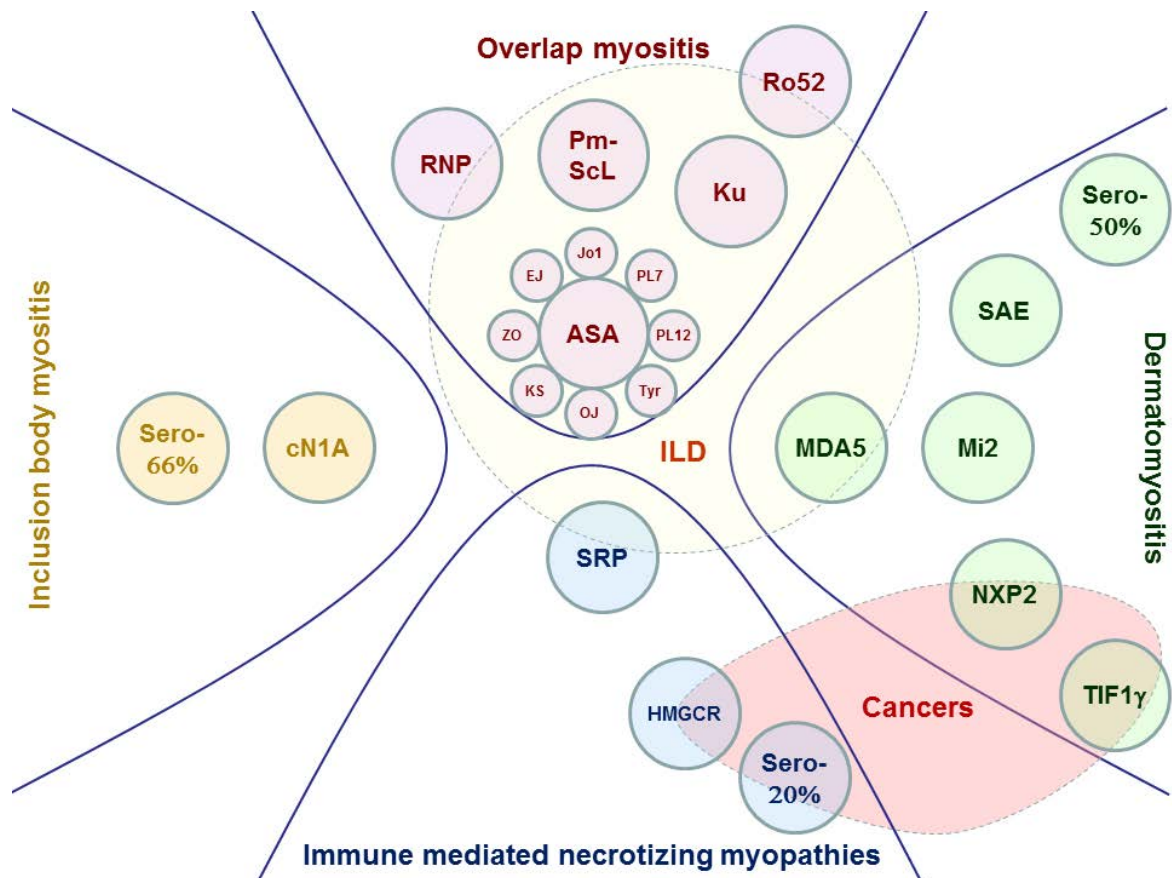 Overlap myositis
Ro52
RNP
Pm-
ScL
Ku
Sero-
50%
Jo1
EJ
PL7
SAE
ZO
ASA
PL12
KS
Tyr
OJ
Inclusion body myositis
Sero-
66%
cN1A
ILD
MDA5
Mi2
Dermatomyositis
SRP
NXP2
HMGCR
Cancers
TIF1γ
Sero-
20%
Immune mediated necrotizing myopathies